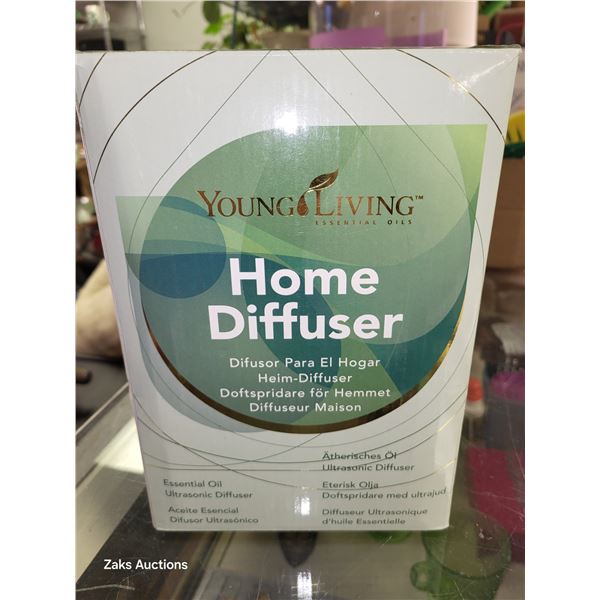 YOUNG LIVING™
ESSENTIAL OILS
Home
Diffuser
Difusor Para El Hogar
Heim-Diffuser
Doftspridare för Hemmet
Diffuseur Maison
Essential Oil
Ultrasonic Diffuser
Aceite Esencial
Difusor Ultrasónico
Ätherisches Öl
Ultrasonic Diffuser
Eterisk Olja
Doftspridare med ultrajud
Diffuseur Ultrasonique
d'huile Essentielle
Zaks Auctions